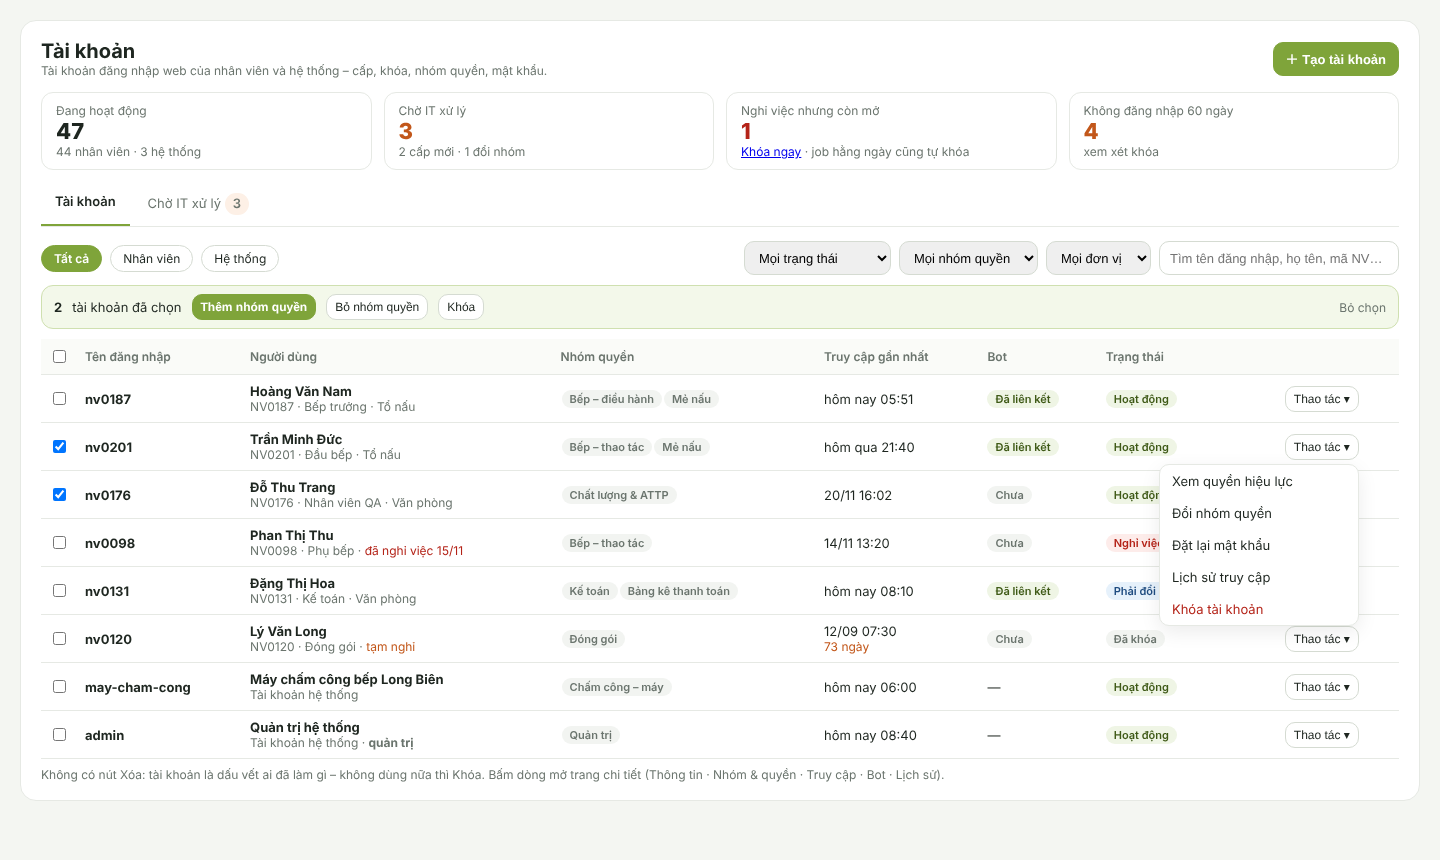 Tài khoản
Tài khoản đăng nhập web của nhân viên và hệ thống – cấp, khóa, nhóm quyền, mật khẩu.
+ Tạo tài khoản
Đang hoạt động
47
44 nhân viên · 3 hệ thống
Chờ IT xử lý
3
2 cấp mới · 1 đổi nhóm
Nghỉ việc nhưng còn mở
1
Khóa ngay · job hằng ngày cũng tự khóa
Không đăng nhập 60 ngày
4
xem xét khóa
Tài khoản
Chờ IT xử lý 3
Tất cả
Nhân viên
Hệ thống
Mọi trạng thái
Mọi nhóm quyền
Mọi đơn vị
Tìm tên đăng nhập, họ tên, mã NV…
2 tài khoản đã chọn
Thêm nhóm quyền
Bỏ nhóm quyền
Khóa
Bỏ chọn
Tên đăng nhập
Người dùng
Nhóm quyền
Truy cập gần nhất
Bot
Trạng thái
nv0187
Hoàng Văn Nam
NV0187 · Bếp trưởng · Tổ nấu
Bếp – điều hành
Mẻ nấu
hôm nay 05:51
Đã liên kết
Hoạt động
Thao tác ▾
nv0201
Trần Minh Đức
NV0201 · Đầu bếp · Tổ nấu
Bếp – thao tác
Mẻ nấu
hôm qua 21:40
Đã liên kết
Hoạt động
Thao tác ▾
Xem quyền hiệu lực
Đổi nhóm quyền
Đặt lại mật khẩu
Lịch sử truy cập
Khóa tài khoản
nv0176
Đỗ Thu Trang
NV0176 · Nhân viên QA · Văn phòng
Chất lượng & ATTP
20/11 16:02
Chưa
Hoạt
nv0098
Phan Thị Thu
NV0098 · Phụ bếp · đã nghỉ việc 15/11
Bếp – thao tác
14/11 13:20
Chưa
Nghỉ việc
nv0131
Đặng Thị Hoa
NV0131 · Kế toán · Văn phòng
Kế toán
Bảng kê thanh toán
hôm nay 08:10
Đã liên kết
Phải đổi
nv0120
Lý Văn Long
NV0120 · Đóng gói · tạm nghỉ
Đóng gói
12/09 07:30
73 ngày
Chưa
Đã khóa
Thao tác ▾
may-cham-cong
Máy chấm công bếp Long Biên
Tài khoản hệ thống
Chấm công – máy
hôm nay 06:00
—
Hoạt động
Thao tác ▾
admin
Quản trị hệ thống
Tài khoản hệ thống · quản trị
Quản trị
hôm nay 08:40
—
Hoạt động
Thao tác ▾
Không có nút Xóa: tài khoản là dấu vết ai đã làm gì – không dùng nữa thì Khóa. Bấm dòng mở trang chi tiết (Thông tin · Nhóm & quyền · Truy cập · Bot · Lịch sử).